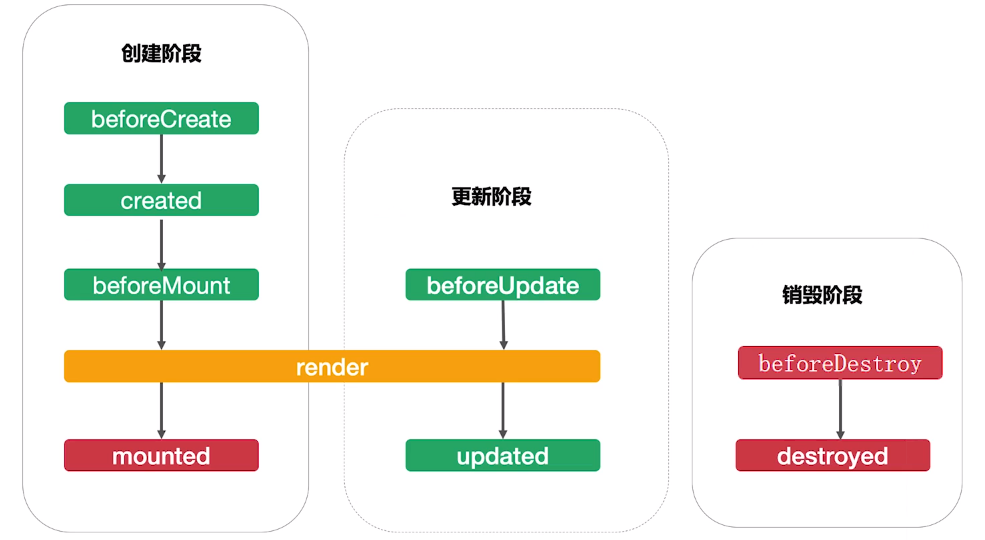 创建阶段
beforeCreate
created
beforeMount
render
mounted
更新阶段
beforeUpdate
updated
销毁阶段
beforeDestroy
destroyed